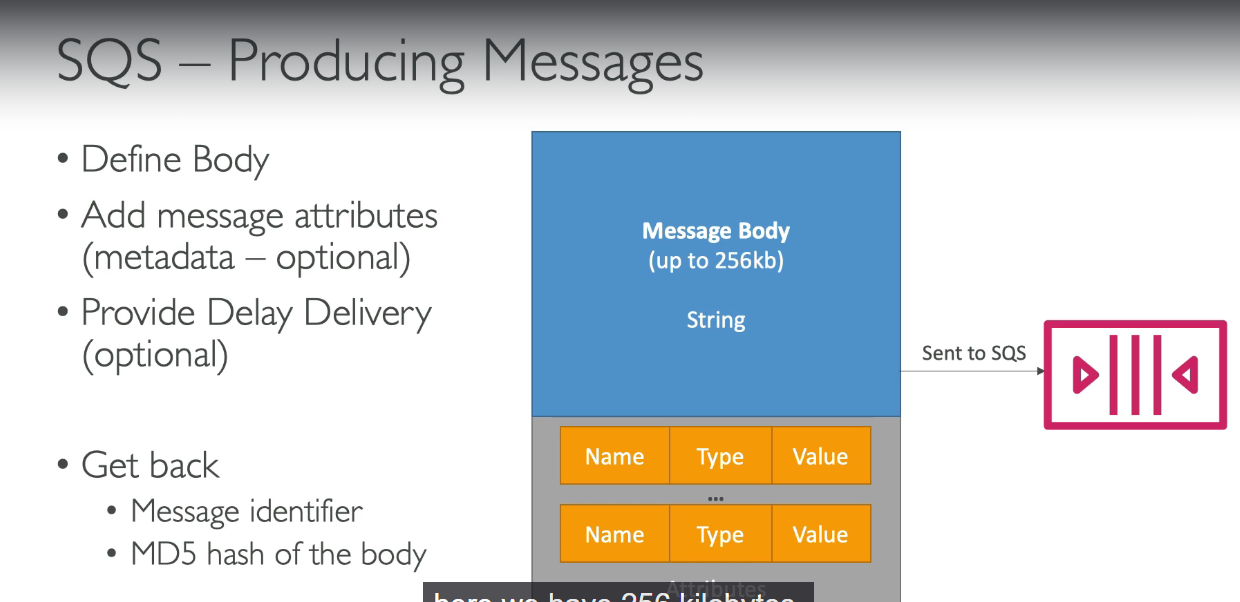 SQS – Producing Messages
• Define Body
• Add message attributes
(metadata – optional)
• Provide Delay Delivery
(optional)
• Get back
• Message identifier
• MD5 hash of the body
Message Body
(up to 256kb)
String
Name Type Value
...
Name Type Value
Attributes
Sent to SQS
here we have 256 kilobytes